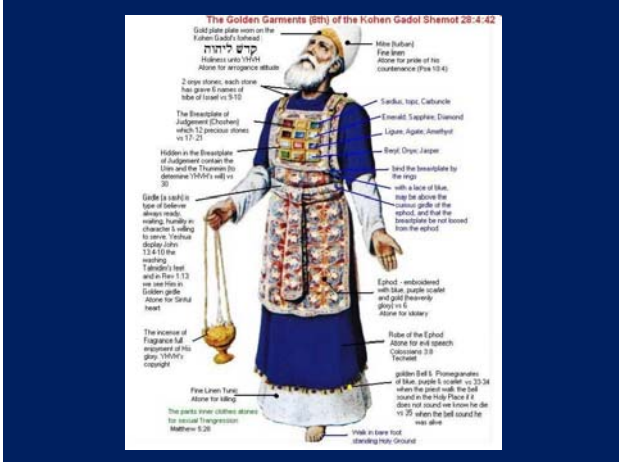 The Golden Garments (8th) of the Kohen Gadol Shemot 28:4:42
Gold plate plate worn on the
Kohen Gadol's forhead :
קדש ליהוה
Holiness unto YHVH
Atone for arrogance attitude
Mitre (turban)
Fine linen
Atone for pride of his
countenance (Psa 10:4)
2 onyx stones, each stone
has grave 6 names of
tribe of Israel vs 9-10
The Breastplate of
Judgement (Choshen)
which 12 precious stones
vs 17-21
Hidden in the Breastplate
of Judgement contain the
Urim and the Thummim (to
determine YHVH's will) vs
30
Girdle (a sash) is
type of believer
always ready,
waiting, humility in
character & willing
to serve. Yeshua
display John
13:4-10 the
washing
Talmidim's feet
and in Rev 1:13
we see Him in
Golden girdle
Atone for Sinful
heart
The incense of
Fragrance full
enjoyment of His
glory. YHVH's
copyright
Fine Linen Tunic
Atone for killing
The pants inner clothes atones
for sexual Trangression
Matthew 5:28
Sardius, topz, Carbuncle
Emerald, Sapphire, Diamond
Ligure, Agate, Amethyst
Beryl, Onyx, Jasper
bind the breastplate by
the rings
with a lace of blue,
may be above the
curious girdle of the
ephod, and that the
breastplate be not loosed
from the ephod
Ephod - embroidered
with blue, purple scarlet
and gold (heavenly
glory) vs 6
Atone for idolary
Robe of the Ephod
Atone for evil speech
Colossians 3:8
Techelet
golden Bell & Promegranates
of blue, purple & scarlet vs 33-34
when the priest walk the bell
sound in the Holy Place if it
does not sound we know he die
vs 35 when the bell sound he
was alive
Walk in bare foot
standing Holy Ground